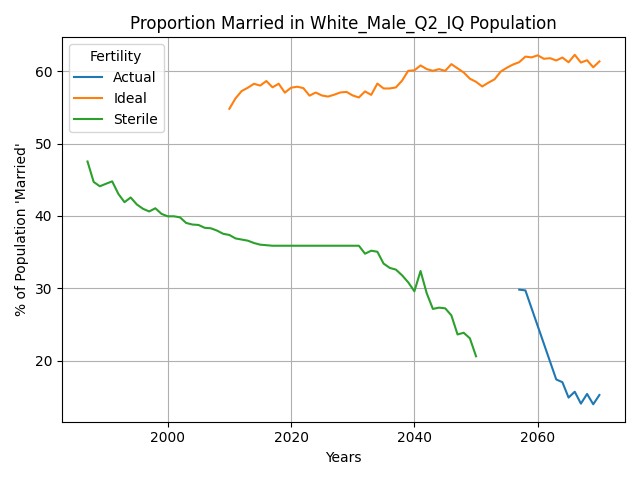 Proportion Married in White_Male_Q2_IQ Population
% of Population 'Married'
60
50
40
30
20
Fertility
Actual
Ideal
Sterile
2000 2020 2040 2060
Years